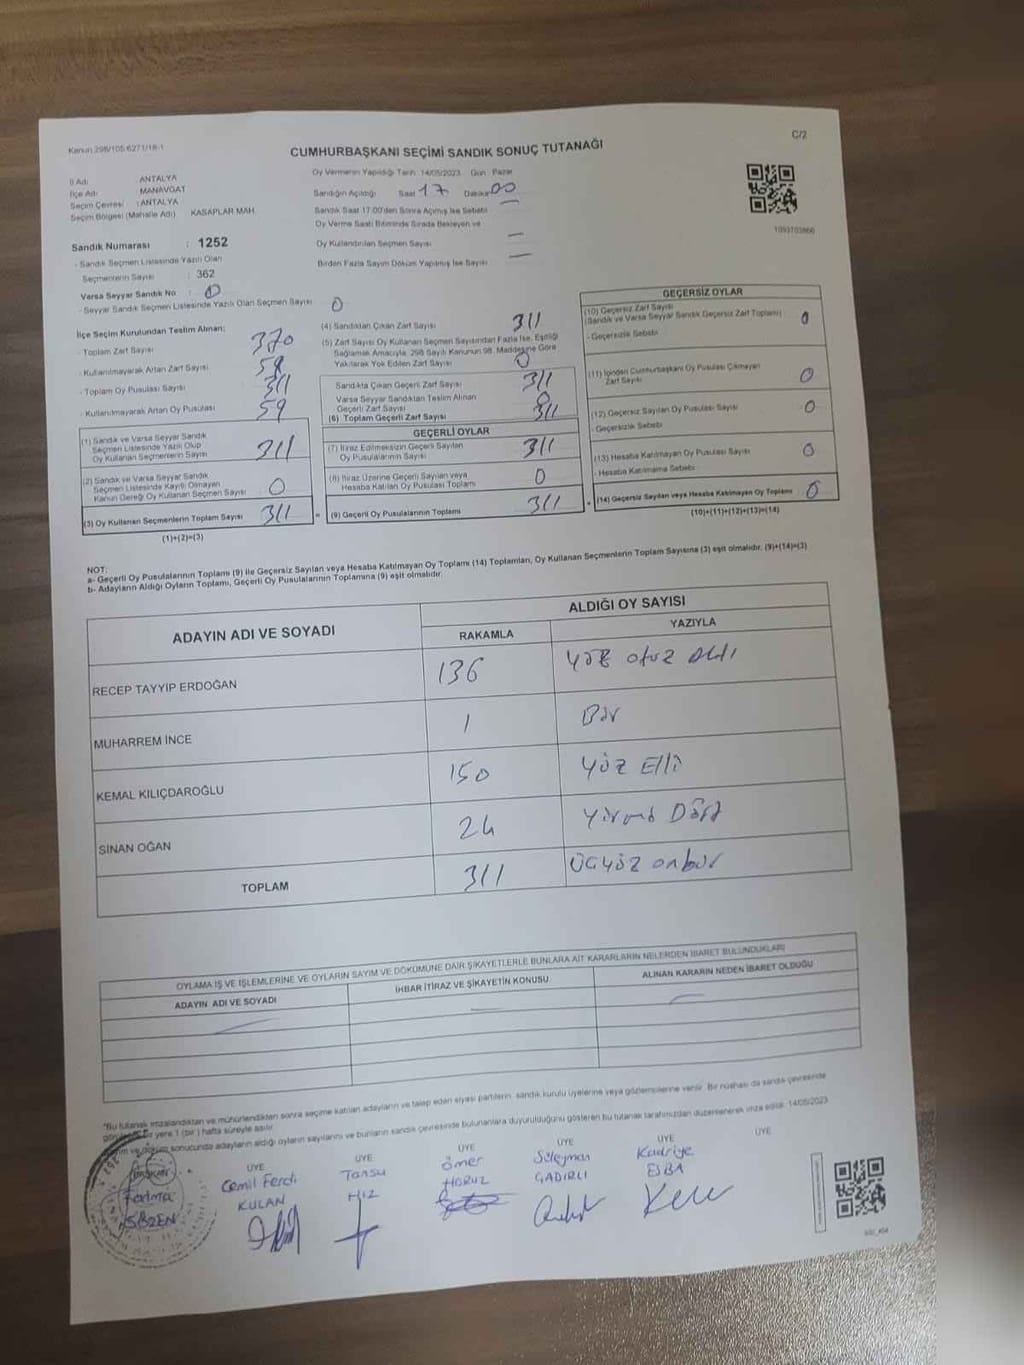 Kanun 298/105 6271/18-1
C/2
CUMHURBAŞKANI SEÇİMİ SANDIK SONUÇ TUTANAĞI
İl Adı : ANTALYA
İlçe Adı : MANAVGAT
Seçim Çevresi : ANTALYA
Seçim Bölgesi (Mahalle Adı) KASAPLAR MAH.
Oy Vermenin Yapıldığı Tarih 14/05/2023 Gün Pazar
Sandığın Açıldığı Saat 17 Dakika 00
Sandık Saat 17:00'den Sonra Açılmış İse Sebebi
Oy Verme Saati Bitiminde Sırada Bekleyen ve
Oy Kullandırılan Seçmen Sayısı —
Birden Fazla Sayım Döküm Yapılmış İse Sayısı —
Sandık Numarası : 1252
- Sandık Seçmen Listesinde Yazılı Olan
Seçmenlerin Sayısı : 362
Varsa Seyyar Sandık No : 0
- Seyyar Sandık Seçmen Listesinde Yazılı Olan Seçmen Sayısı 0
İlçe Seçim Kurulundan Teslim Alınan;
- Toplam Zarf Sayısı 370
- Kullanılmayarak Artan Zarf Sayısı 59
- Toplam Oy Pusulası Sayısı 311
- Kullanılmayarak Artan Oy Pusulası 59
(1) Sandık ve Varsa Seyyar Sandık
Seçmen Listesinde Yazılı Olup
Oy Kullanan Seçmenlerin Sayısı 311
(2) Sandık ve Varsa Seyyar Sandık
Seçmen Listesinde Kayıtlı Olmayan
Kanun Gereği Oy Kullanan Seçmen Sayısı 0
(3) Oy Kullanan Seçmenlerin Toplam Sayısı 311
(1)+(2)=(3)
(4) Sandıktan Çıkan Zarf Sayısı 311
(5) Zarf Sayısı Oy Kullanan Seçmen Sayısından Fazla İse, Eşitliği
Sağlamak Amacıyla, 298 Sayılı Kanunun 98. Maddesine Göre
Yakılarak Yok Edilen Zarf Sayısı 0
Sandıkta Çıkan Geçerli Zarf Sayısı 311
Varsa Seyyar Sandıktan Teslim Alınan
Geçerli Zarf Sayısı 0
(6) Toplam Geçerli Zarf Sayısı 311
GEÇERLİ OYLAR
(7) İtiraz Edilmeksizin Geçerli Sayılan
Oy Pusulalarının Sayısı 311
(8) İtiraz Üzerine Geçerli Sayılan veya
Hesaba Katılan Oy Pusulası Toplamı 0
= (9) Geçerli Oy Pusulalarının Toplamı 311
1093703866
GEÇERSİZ OYLAR
(10) Geçersiz Zarf Sayısı
(Sandık ve Varsa Seyyar Sandık Geçersiz Zarf Toplamı) 0
- Geçersizlik Sebebi
(11) İçinden Cumhurbaşkanı Oy Pusulası Çıkmayan
Zarf Sayısı 0
(12) Geçersiz Sayılan Oy Pusulası Sayısı 0
- Geçersizlik Sebebi
(13) Hesaba Katılmayan Oy Pusulası Sayısı 0
- Hesaba Katılmama Sebebi
+ (14) Geçersiz Sayılan veya Hesaba Katılmayan Oy Toplamı 0
(10)+(11)+(12)+(13)=(14)
NOT:
a- Geçerli Oy Pusulalarının Toplamı (9) ile Geçersiz Sayılan veya Hesaba Katılmayan Oy Toplamı (14) Toplamları, Oy Kullanan Seçmenlerin Toplam Sayısına (3) eşit olmalıdır. (9)+(14)=(3)
b- Adayların Aldığı Oyların Toplamı, Geçerli Oy Pusulalarının Toplamına (9) eşit olmalıdır.
ADAYIN ADI VE SOYADI
ALDIĞI OY SAYISI
RAKAMLA YAZIYLA
RECEP TAYYİP ERDOĞAN 136 Yüz otuz Altı
MUHARREM İNCE 1 Bir
KEMAL KILIÇDAROĞLU 150 Yüz Elli
SİNAN OĞAN 24 Yirmi Dört
TOPLAM 311 Üçyüz onbir
OYLAMA İŞ VE İŞLEMLERİNE VE OYLARIN SAYIM VE DÖKÜMÜNE DAİR ŞİKAYETLERLE BUNLARA AİT KARARLARIN NELERDEN İBARET BULUNDUKLARI
ADAYIN ADI VE SOYADI
İHBAR İTİRAZ VE ŞİKAYETİN KONUSU
ALINAN KARARIN NEDEN İBARET OLDUĞU
"Bu tutanak imzalandıktan ve mühürlendikten sonra seçime katılan adayların ve talep eden siyasi partilerin, sandık kurulu üyelerine veya gözlemcilerine verilir. Bir nüshası da sandık çevresinde
bir yere 1 (bir) hafta süreyle asılır.
ve döküm sonucunda adayların aldığı oyların sayılarını ve bunların sandık çevresinde bulunanlara duyurulduğunu gösteren bu tutanak tarafımızdan düzenlenerek imza edildi. 14/05/2023
BAŞKAN
Fatma
ÜYE
Cemil Ferdi
KULAN
ÜYE
Tansu
HIZ
ÜYE
Ömer
HORUZ
ÜYE
Süleyman
ÇADIRLI
ÜYE
Kadriye
ESBA
ÜYE